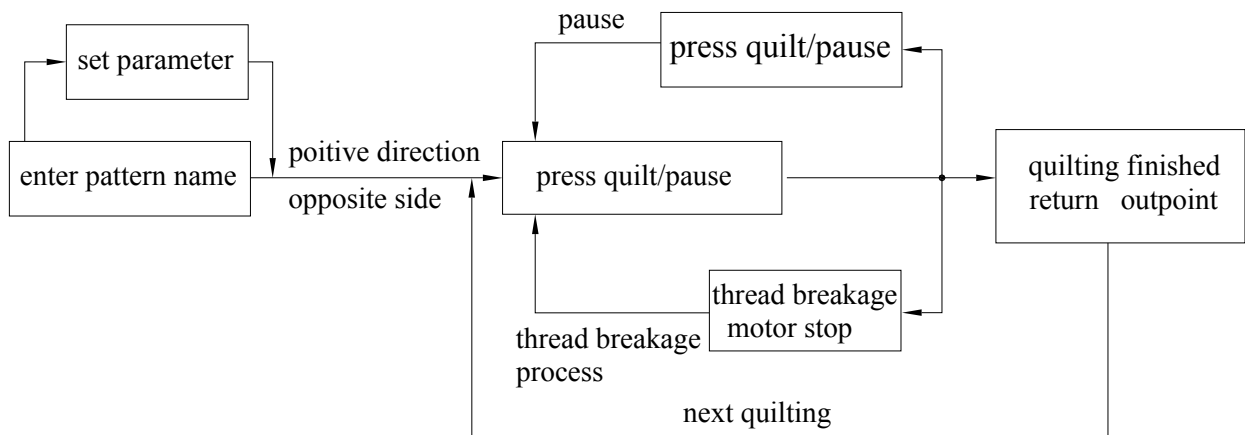 set parameter
enter pattern name
poitive direction
opposite side
pause
press quilt/pause
press quilt/pause
thread breakage
motor stop
thread breakage
process
quilting finished
return outpoint
next quilting